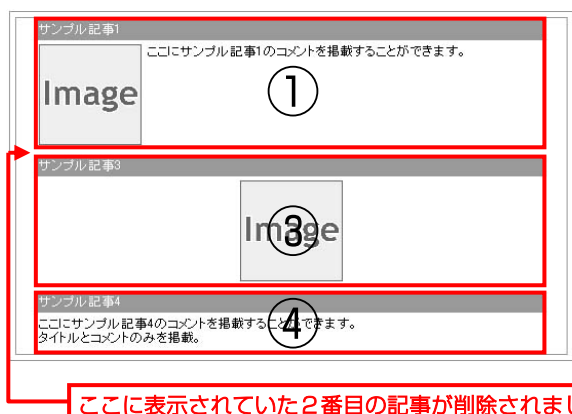 サンプル記事1
ここにサンプル記事1のコメントを掲載することができます。
Image
①
サンプル記事3
Image
③
サンプル記事4
ここにサンプル記事4のコメントを掲載することができます。
タイトルとコメントのみを掲載。
④
ここに表示されていた2番目の記事が削除されまし